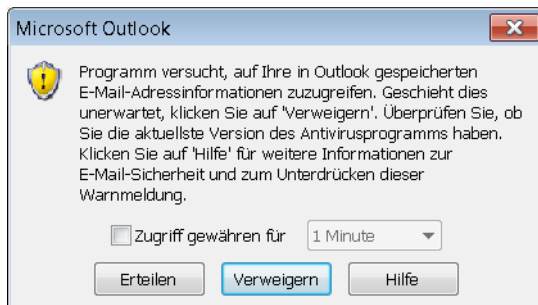 Microsoft Outlook
Programm versucht, auf Ihre in Outlook gespeicherten
E-Mail-Adressinformationen zuzugreifen. Geschieht dies
unerwartet, klicken Sie auf 'Verweigern'. Überprüfen Sie, ob
Sie die aktuellste Version des Antivirusprogramms haben.
Klicken Sie auf 'Hilfe' für weitere Informationen zur
E-Mail-Sicherheit und zum Unterdrücken dieser
Warnmeldung.
Zugriff gewähren für 1 Minute
Erteilen Verweigern Hilfe